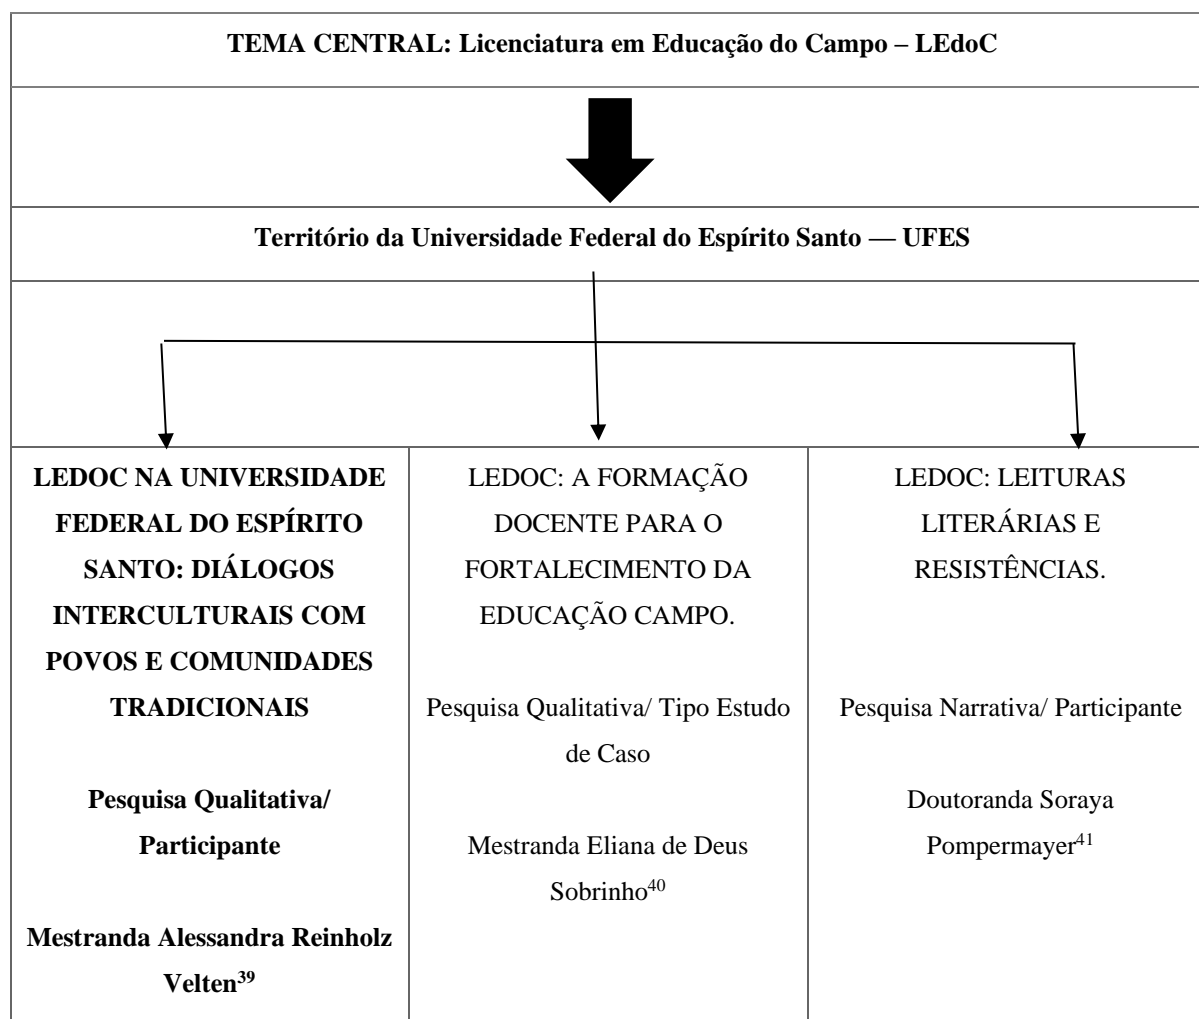 TEMA CENTRAL: Licenciatura em Educação do Campo – LEdoC
Território da Universidade Federal do Espírito Santo — UFES
LEDOC NA UNIVERSIDADE
FEDERAL DO ESPÍRITO
SANTO: DIÁLOGOS
INTERCULTURAIS COM
POVOS E COMUNIDADES
TRADICIONAIS
Pesquisa Qualitativa/
Participante
Mestranda Alessandra Reinholz
Velten³⁹
LEDOC: A FORMAÇÃO
DOCENTE PARA O
FORTALECIMENTO DA
EDUCAÇÃO CAMPO.
Pesquisa Qualitativa/ Tipo Estudo
de Caso
Mestranda Eliana de Deus
Sobrinho⁴⁰
LEDOC: LEITURAS
LITERÁRIAS E
RESISTÊNCIAS.
Pesquisa Narrativa/ Participante
Doutoranda Soraya
Pompermayer⁴¹